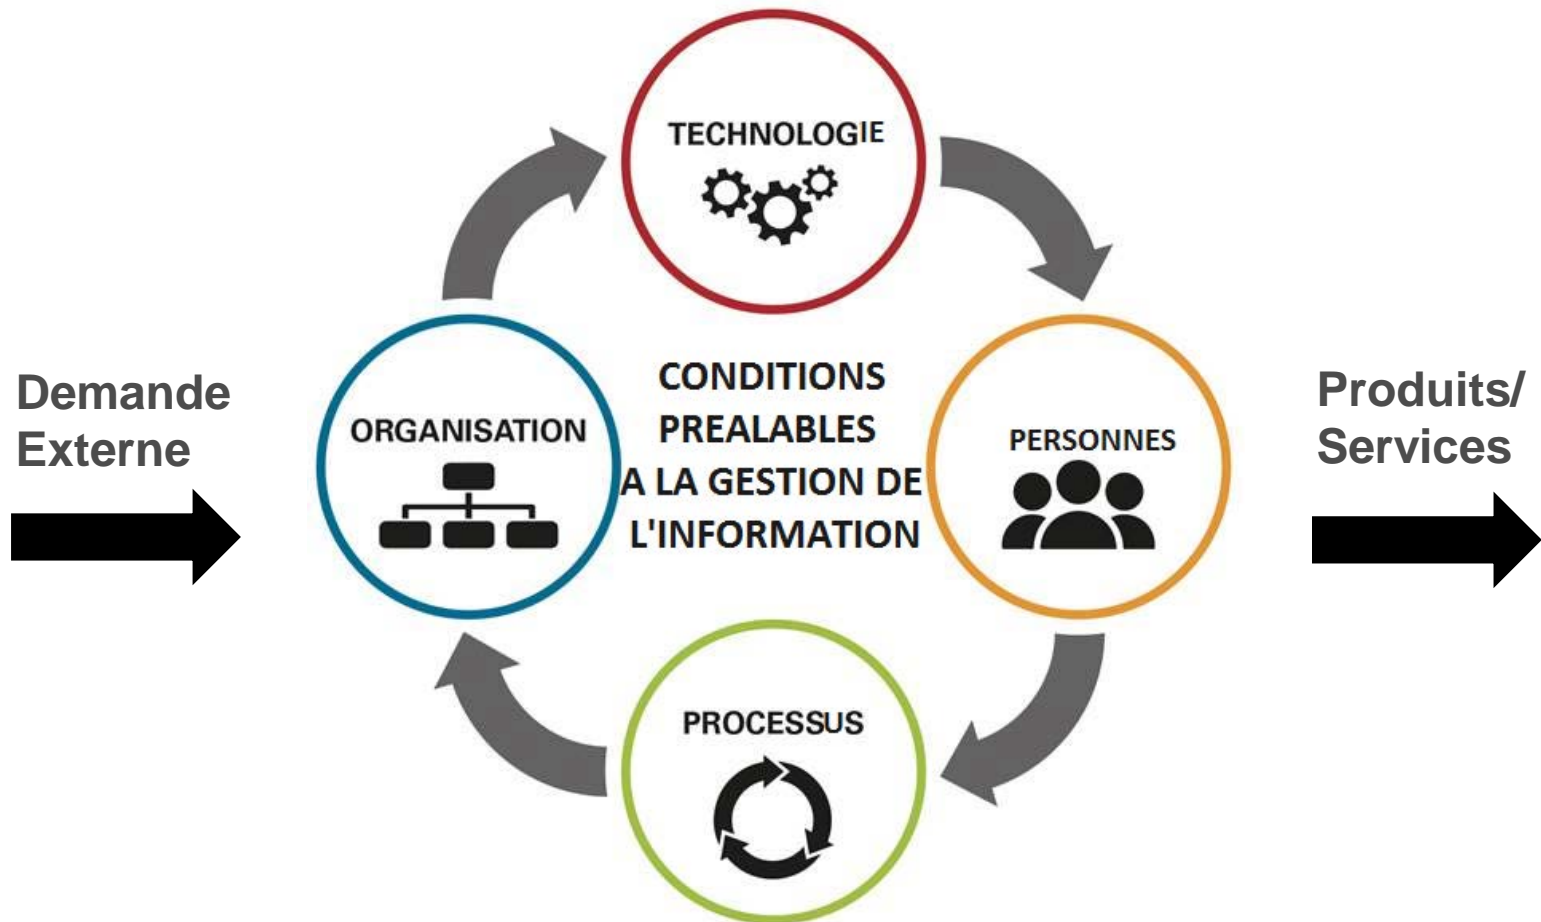 TECHNOLOGIE
Demande
Externe
ORGANISATION
CONDITIONS
PREALABLES
A LA GESTION DE
L'INFORMATION
PERSONNES
Produits/
Services
PROCESSUS